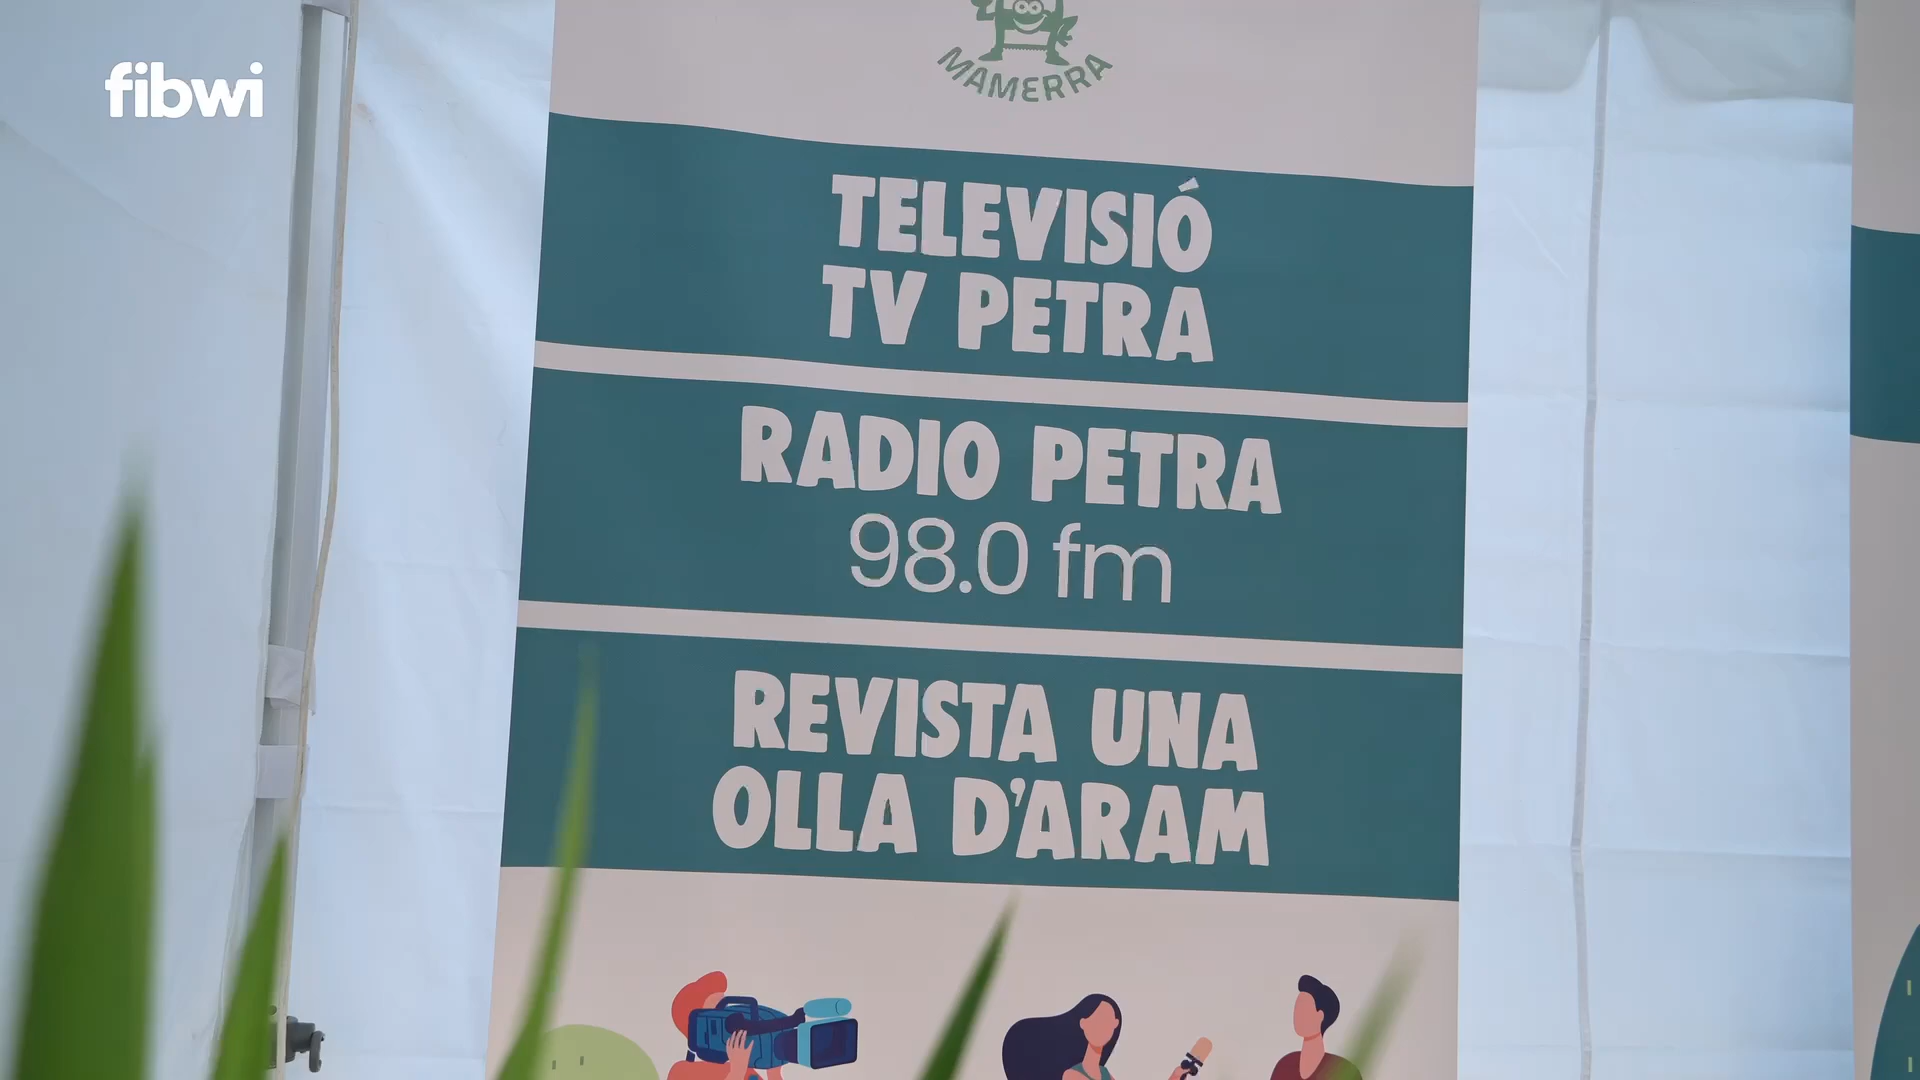 fibwi
MAMERRA
TELEVISIÓ
TV PETRA
RADIO PETRA
98.0 fm
REVISTA UNA
OLLA D'ARAM